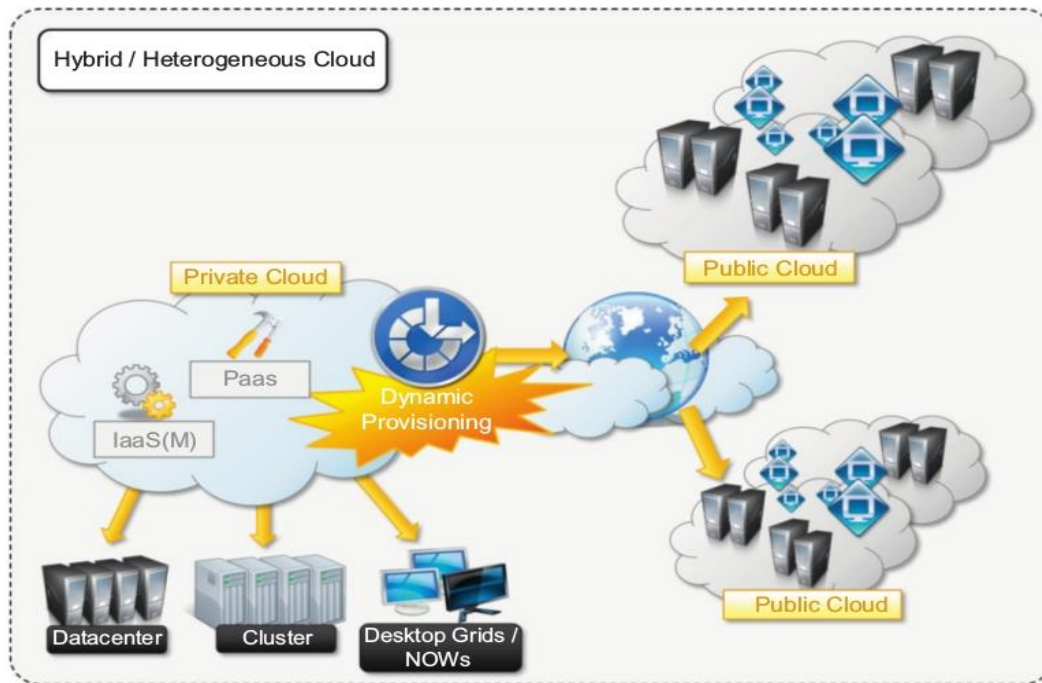 Hybrid / Heterogeneous Cloud
Public Cloud
Private Cloud
Paas
Dynamic
Provisioning
IaaS(M)
Datacenter
Cluster
Desktop Grids /
NOWs
Public Cloud